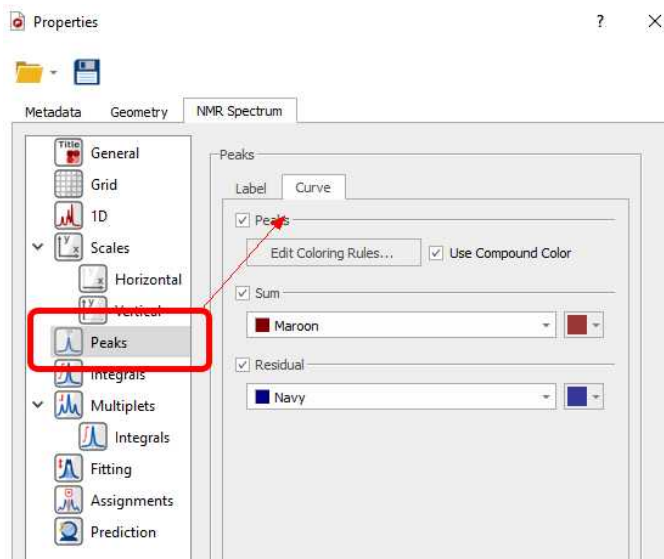 Properties
?
Metadata Geometry NMR Spectrum
Title
General
Grid
1D
Scales
Horizontal
Vertical
Peaks
Integrals
Multiplets
Integrals
Fitting
Assignments
Prediction
Peaks
Label Curve
Peaks
Edit Coloring Rules... Use Compound Color
Sum
Maroon
Residual
Navy